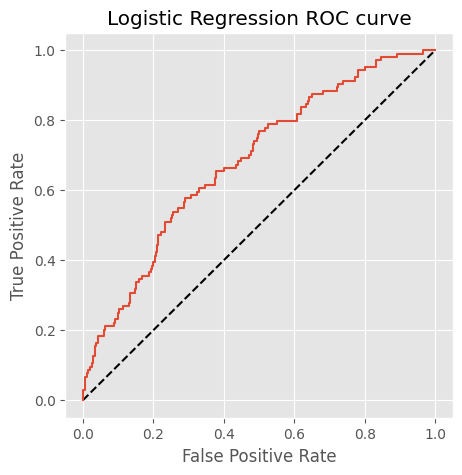 Logistic Regression ROC curve
1.0
0.8
0.6
0.4
0.2
0.0
True Positive Rate
0.0 0.2 0.4 0.6 0.8 1.0
False Positive Rate